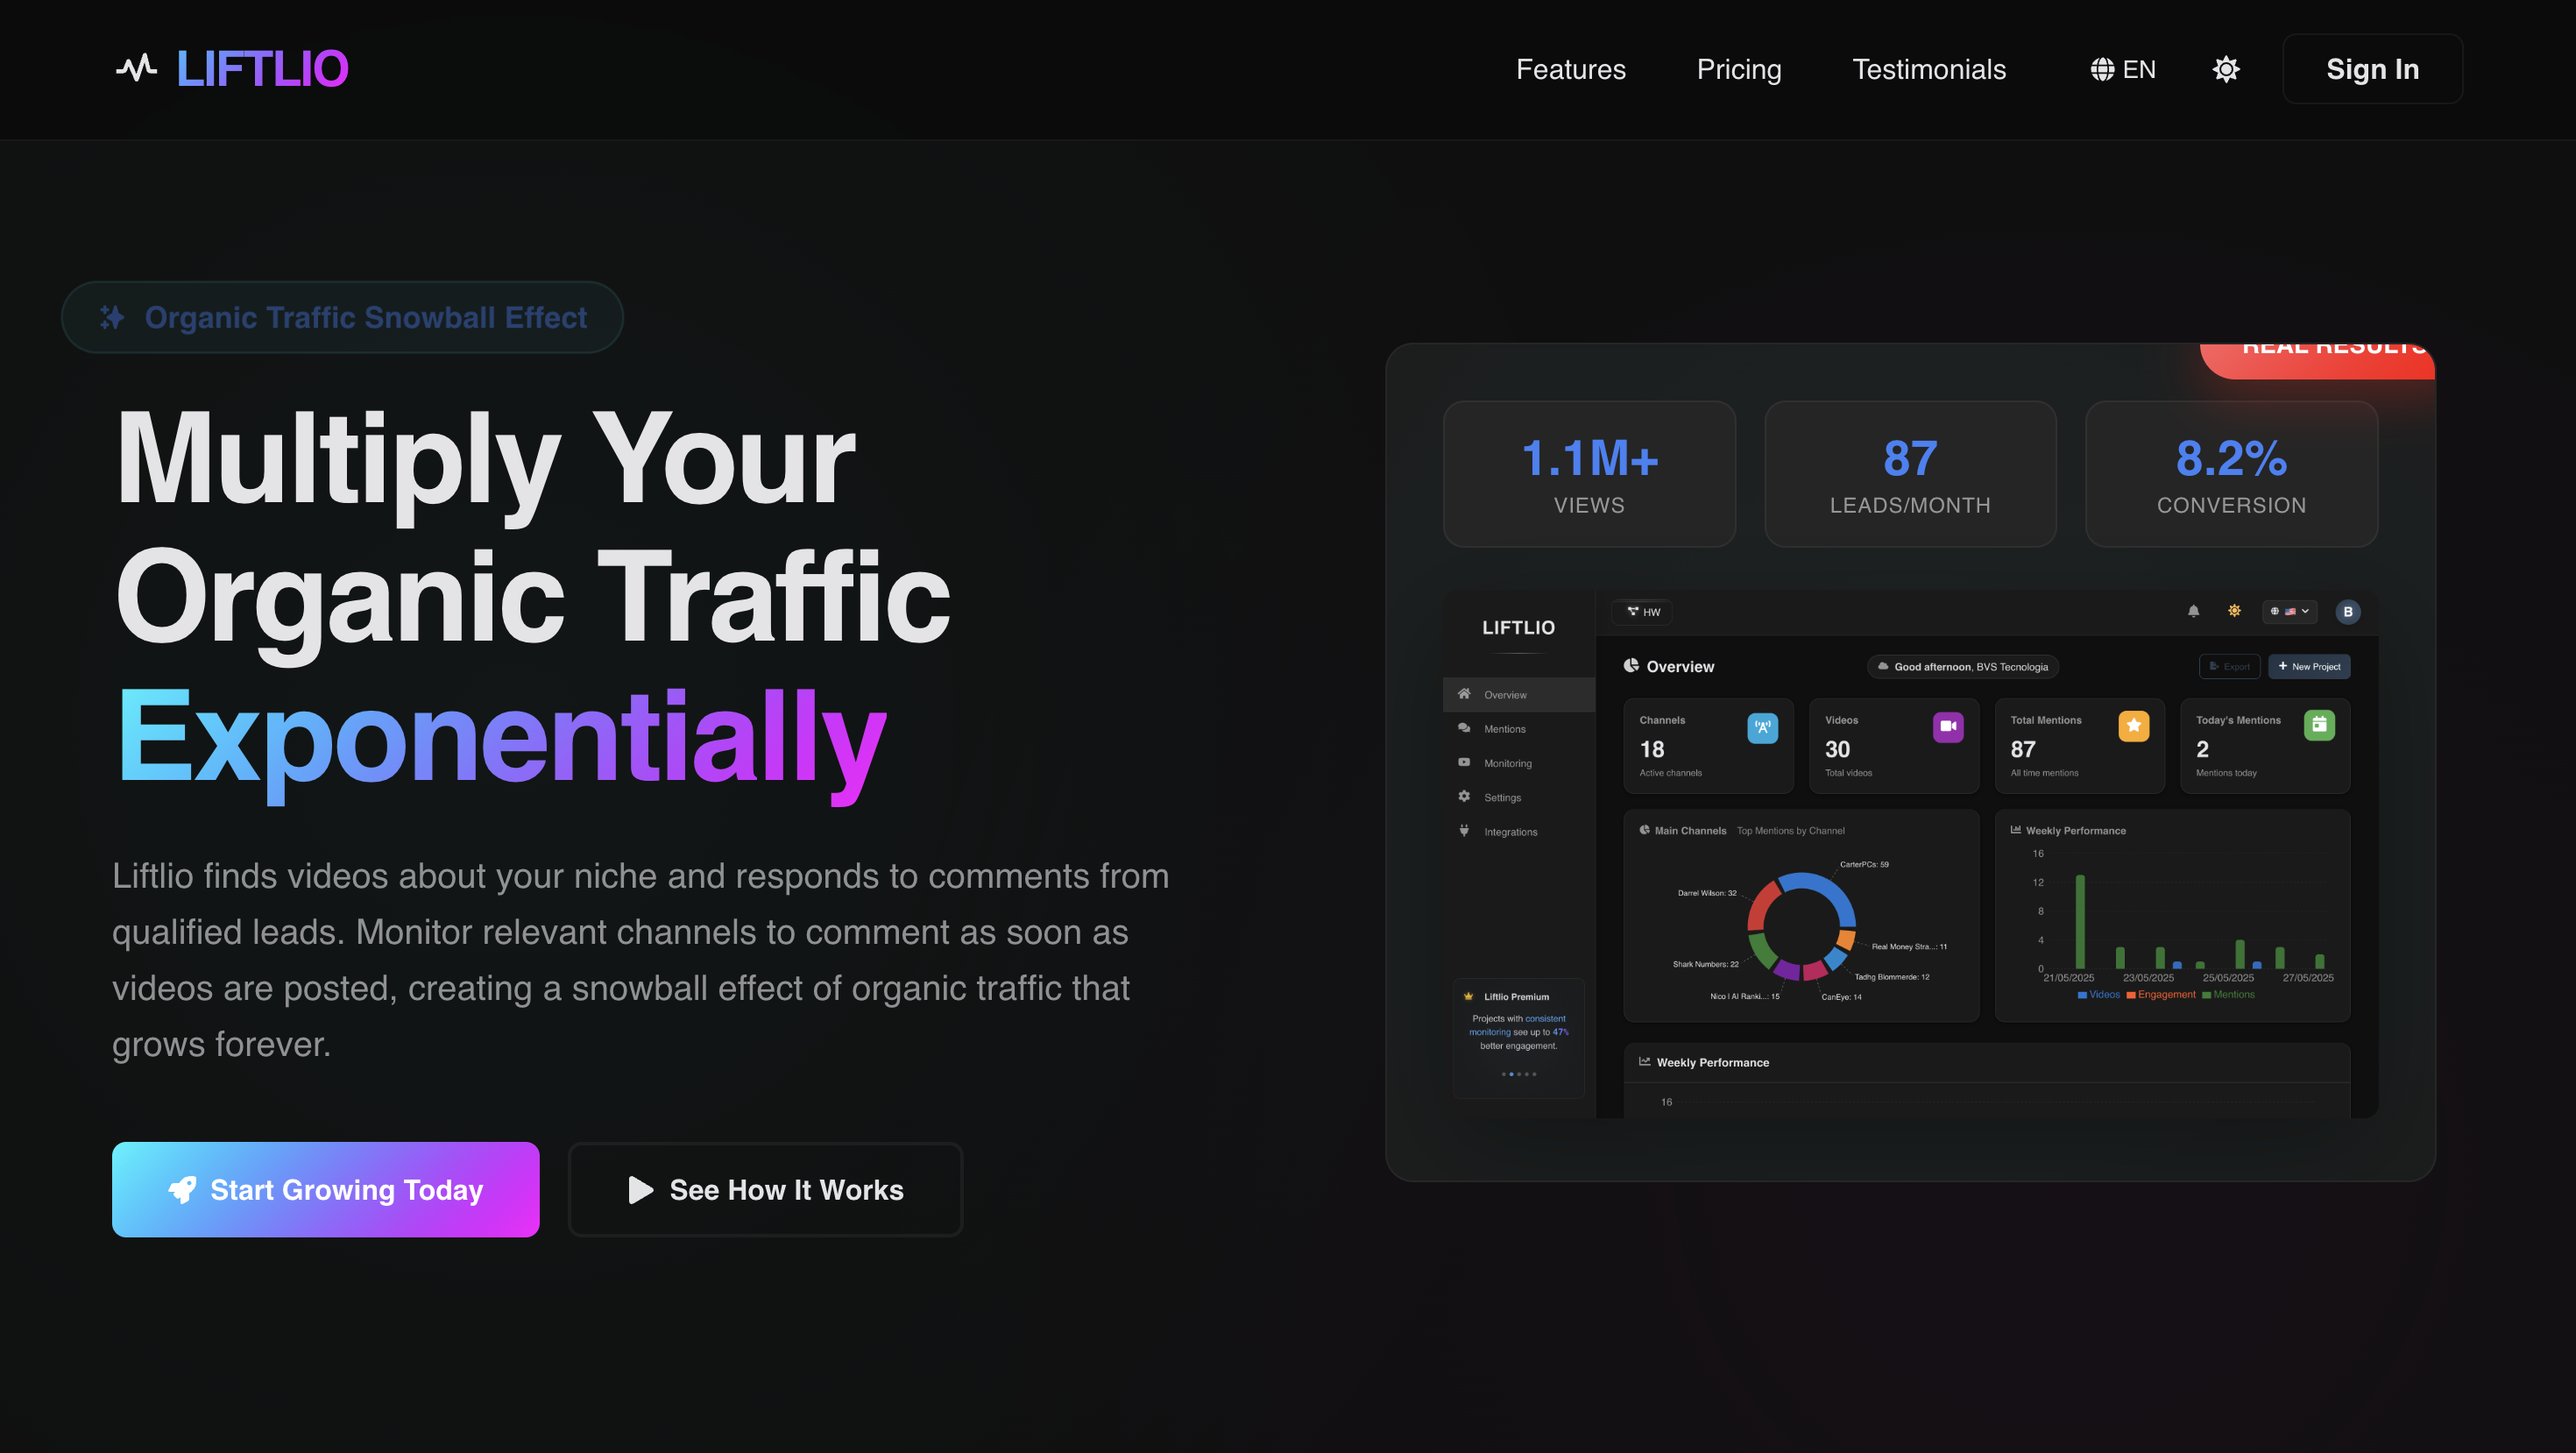 LIFTLIO
Features
Pricing
Testimonials
EN
Sign In
Organic Traffic Snowball Effect
Multiply Your
Organic Traffic
Exponentially
Liftlio finds videos about your niche and responds to comments from
qualified leads. Monitor relevant channels to comment as soon as
videos are posted, creating a snowball effect of organic traffic that
grows forever.
Start Growing Today
See How It Works
REAL RESULTS
1.1M+
VIEWS
87
LEADS/MONTH
8.2%
CONVERSION
LIFTLIO
HW
B
Overview
Mentions
Monitoring
Settings
Integrations
Liftlio Premium
Projects with consistent
monitoring see up to 47%
better engagement.
Overview
Good afternoon, BVS Tecnologia
Export
New Project
Channels
18
Active channels
Videos
30
Total videos
Total Mentions
87
All time mentions
Today's Mentions
2
Mentions today
Main Channels Top Mentions by Channel
CarterPCs: 59
Darrel Wilson: 32
Real Money Stra...: 11
Shark Numbers: 22
Tadhg Blommerde: 12
Nico | AI Ranki...: 15
CanEye: 14
Weekly Performance
16
12
8
4
0
21/05/2025 23/05/2025 25/05/2025 27/05/2025
Videos Engagement Mentions
Weekly Performance
16